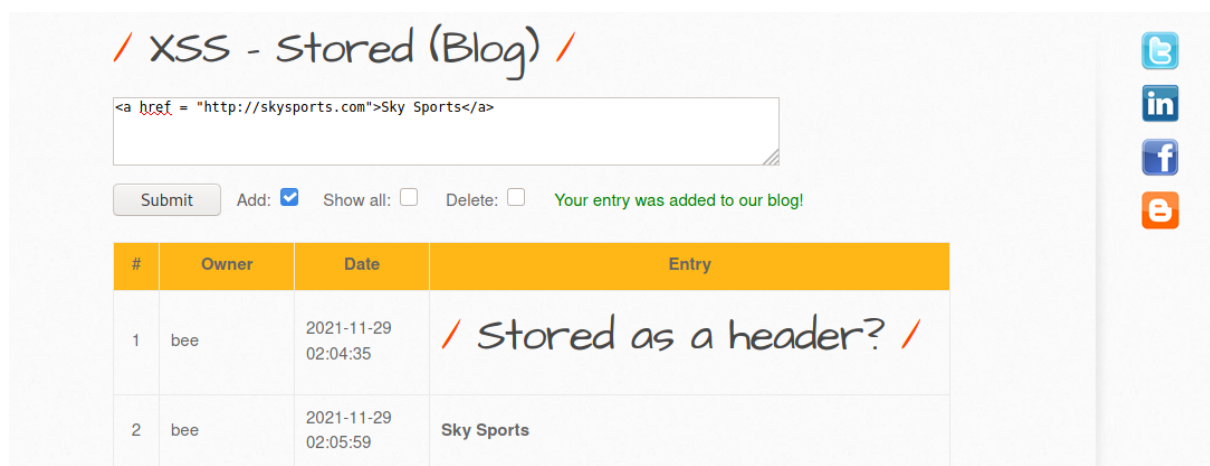 / XSS - Stored (Blog) /
<a href = "http://skysports.com">Sky Sports</a>
Submit Add: Show all: Delete: Your entry was added to our blog!
# Owner Date Entry
1 bee 2021-11-29 02:04:35 / Stored as a header? /
2 bee 2021-11-29 02:05:59 Sky Sports